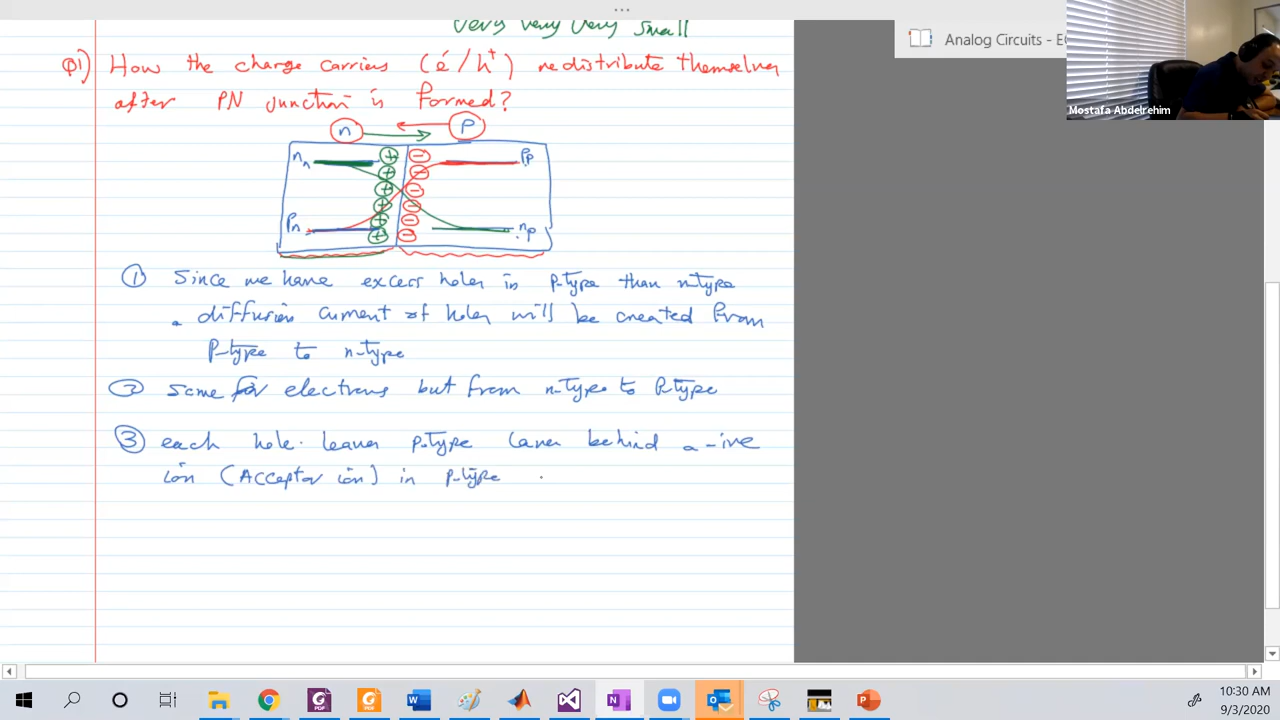 very very very small
Q1) How the charge carriers (é/h⁺) redistribute themselves
after PN junction is formed?
n
P
+ −
nn
Pp
+ −
+ −
+ −
Pn
np
+ −
+ −
① Since we have excess holes in p-type than n-type
diffusion current of holes will be created from
P-type to n-type
② Same for electrons but from n-type to P-type
③ each hole leaves p-type leaves behind a -ive
ion (Acceptor ion) in p-type
Analog Circuits - E
Mostafa Abdelrehim
10:30 AM
9/3/2020